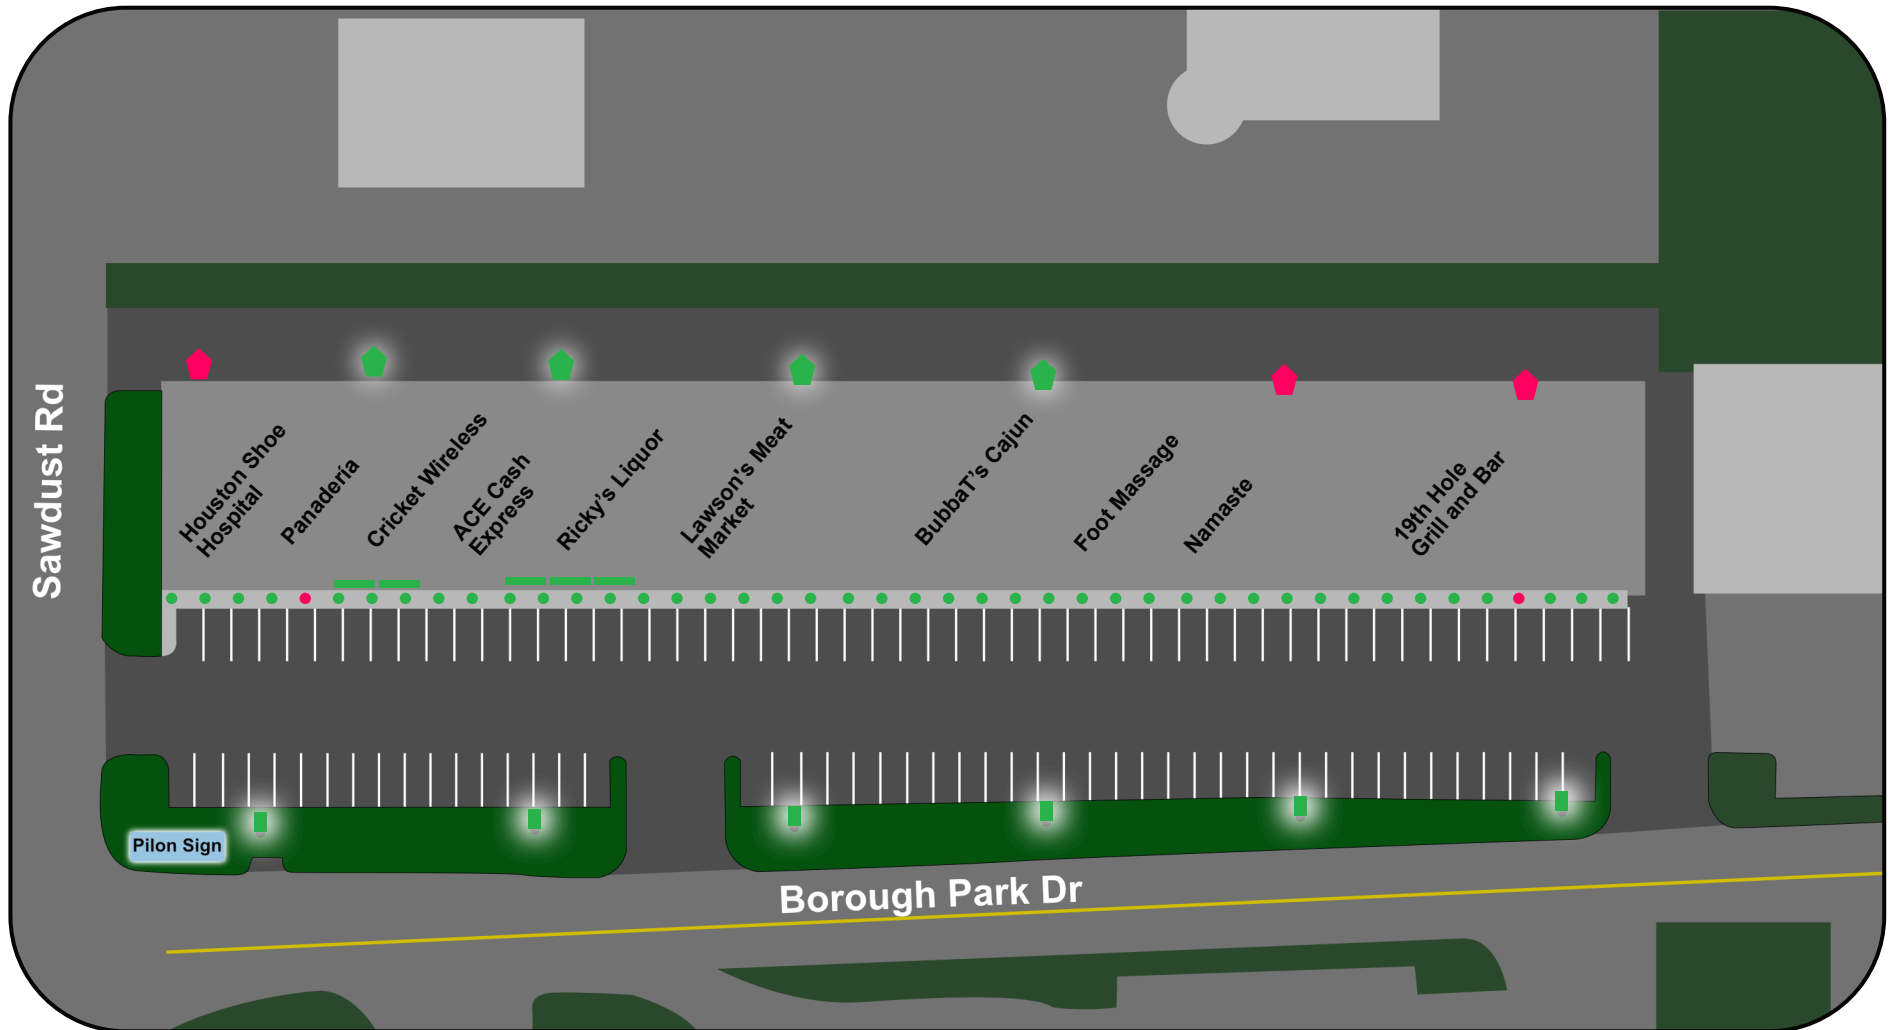 Sawdust Rd
Houston Shoe
Hospital
Panadería
Cricket Wireless
ACE Cash
Express
Ricky's Liquor
Lawson's Meat
Market
BubbaT's Cajun
Foot Massage
Namaste
19th Hole
Grill and Bar
Pilon Sign
Borough Park Dr